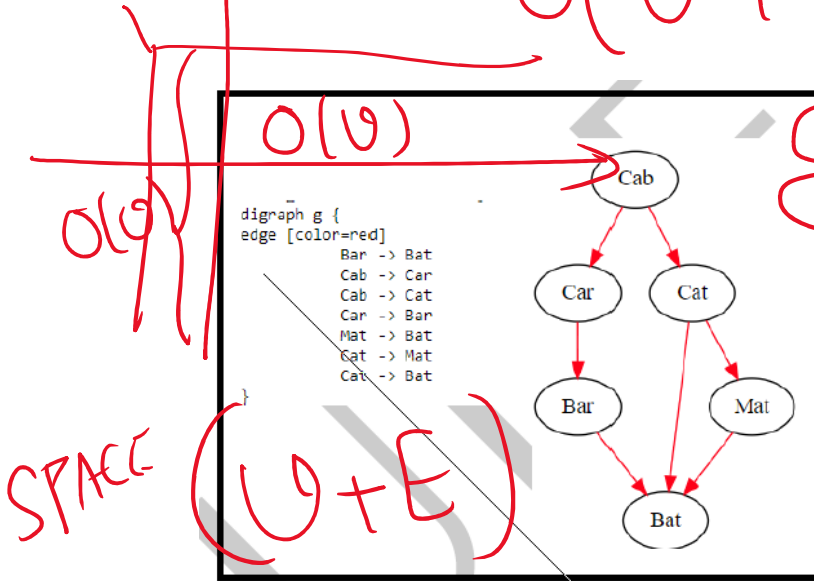 O(V)
Cab
O(V)
digraph g {
edge [color=red]
Bar -> Bat
Cab -> Car
Cab -> Cat
Car -> Bar
Mat -> Bat
Cat -> Mat
Cat -> Bat
}
Car
Cat
Bar
Mat
SPACE (V+E)
Bat